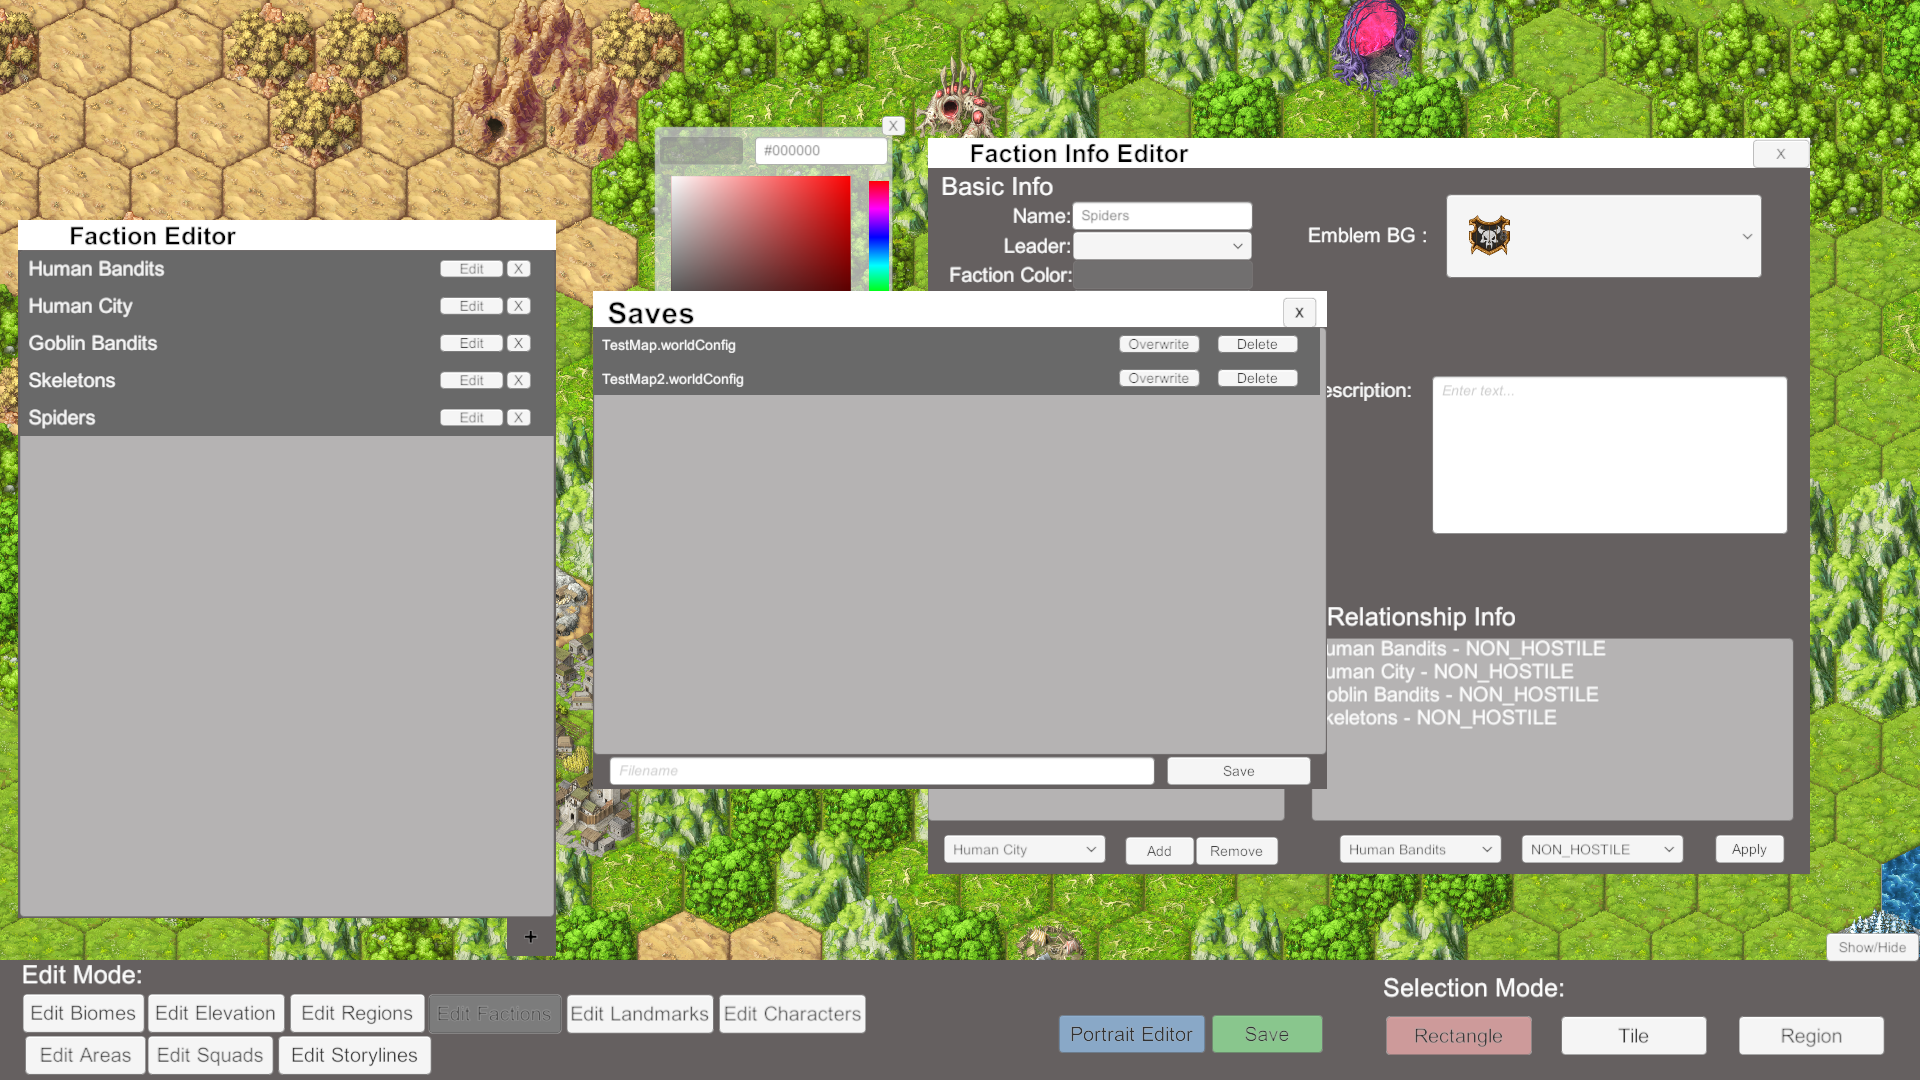 X
#000000
Faction Info Editor
X
Basic Info
Name:
Spiders
Leader:
Emblem BG :
Faction Color:
Faction Editor
Human Bandits
Edit
X
Human City
Edit
X
Goblin Bandits
Edit
X
Skeletons
Edit
X
Spiders
Edit
X
+
Saves
X
TestMap.worldConfig
Overwrite
Delete
TestMap2.worldConfig
Overwrite
Delete
Filename
Save
escription:
Enter text...
Relationship Info
uman Bandits - NON_HOSTILE
uman City - NON_HOSTILE
oblin Bandits - NON_HOSTILE
keletons - NON_HOSTILE
Human City
Add
Remove
Human Bandits
NON_HOSTILE
Apply
Show/Hide
Edit Mode:
Edit Biomes
Edit Elevation
Edit Regions
Edit Factions
Edit Landmarks
Edit Characters
Edit Areas
Edit Squads
Edit Storylines
Portrait Editor
Save
Selection Mode:
Rectangle
Tile
Region